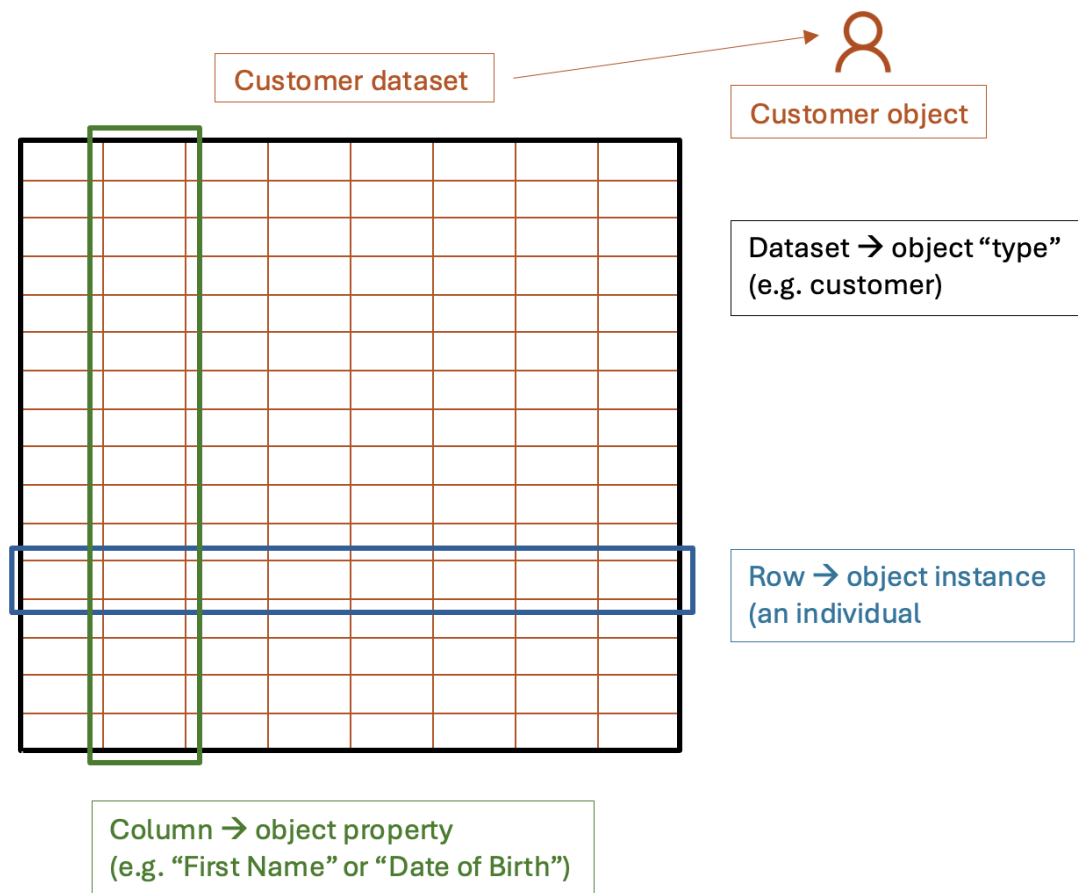 Customer dataset
Customer object
Dataset → object “type”
(e.g. customer)
Row → object instance
(an individual
Column → object property
(e.g. “First Name” or “Date of Birth”)